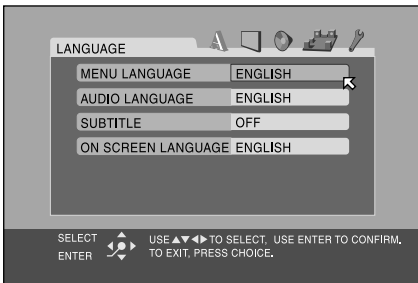 LANGUAGE
MENU LANGUAGE ENGLISH
AUDIO LANGUAGE ENGLISH
SUBTITLE OFF
ON SCREEN LANGUAGE ENGLISH
SELECT USE ▲▼◀▶ TO SELECT, USE ENTER TO CONFIRM.
ENTER TO EXIT, PRESS CHOICE.